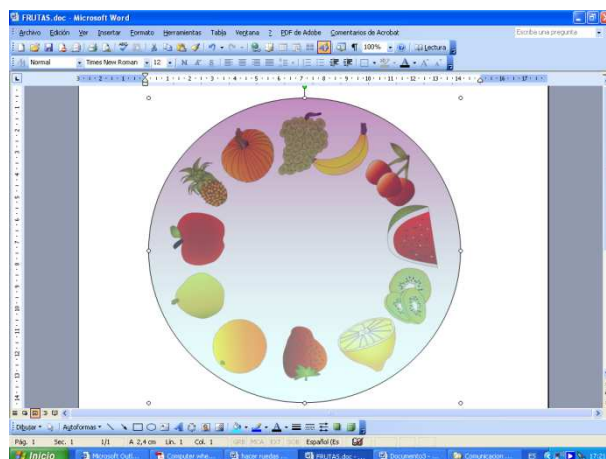 FRUTAS.doc - Microsoft Word
Archivo Edición Ver Insertar Formato Herramientas Tabla Ventana ? PDF de Adobe Comentarios de Acrobat Escriba una pregunta
100% Lectura
Normal Times New Roman 12 N K S
Dibujar Autoformas
Pág. 1 Sec. 1 1/1 A 2,4 cm Lín. 1 Col. 1 GRB MCA EXT SOB Español (Es
Inicio Microsoft Outl... Computer whe... hacer ruedas ... FRUTAS.doc -... Documento3 - ... Comunicacion ... ES 17:21